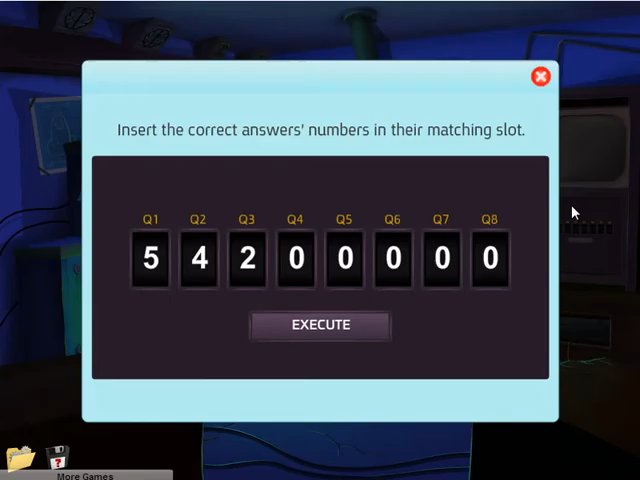 Insert the correct answers' numbers in their matching slot.
Q1 Q2 Q3 Q4 Q5 Q6 Q7 Q8
5 4 2 0 0 0 0 0
EXECUTE
?
More Games